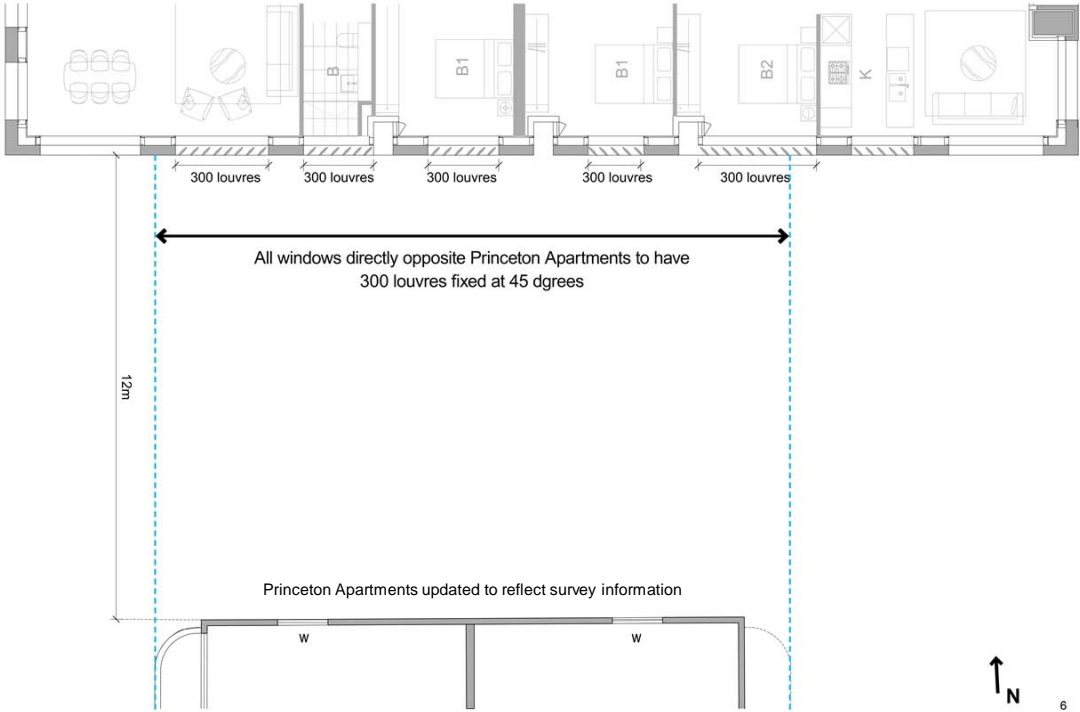 B
B1
B1
B2
K
300 louvres
300 louvres
300 louvres
300 louvres
300 louvres
All windows directly opposite Princeton Apartments to have
300 louvres fixed at 45 dgrees
12m
Princeton Apartments updated to reflect survey information
W
W
N
6